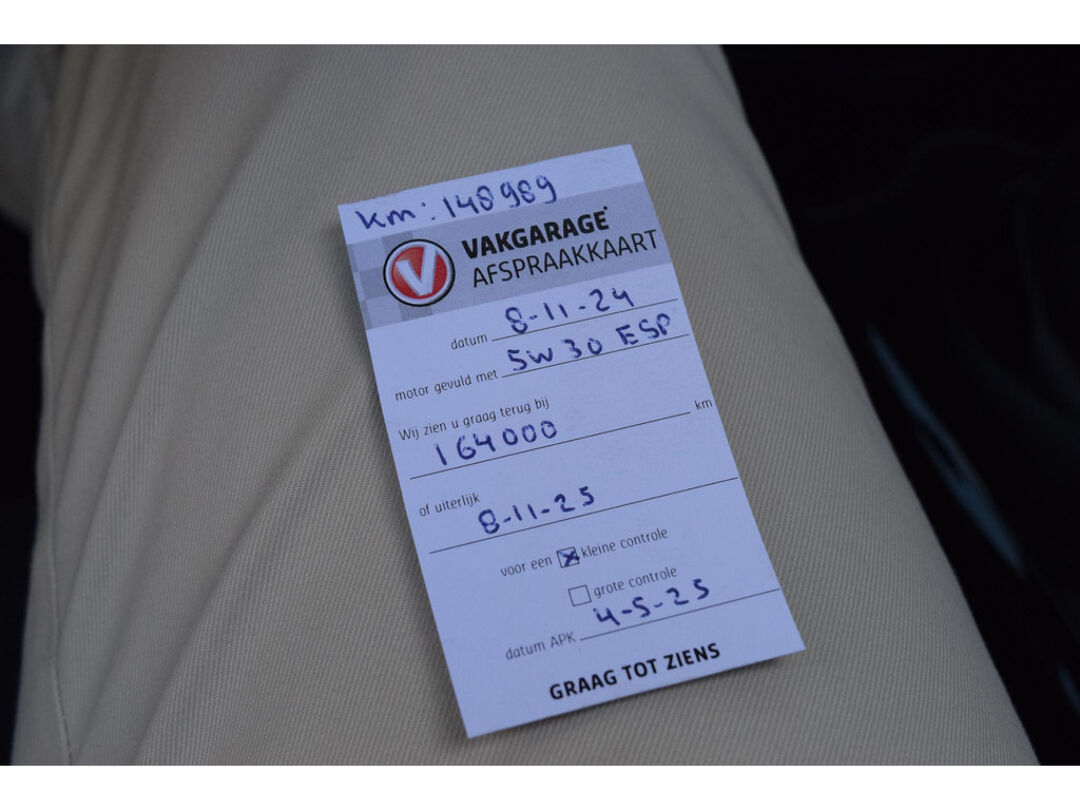 km: 148989
V
VAKGARAGE
AFSPRAAKKAART
datum 8-11-24
motor gevuld met 5W30 ESP
Wij zien u graag terug bij
164000 km
of uiterlijk
8-11-25
voor een kleine controle
grote controle
datum APK 4-5-25
GRAAG TOT ZIENS